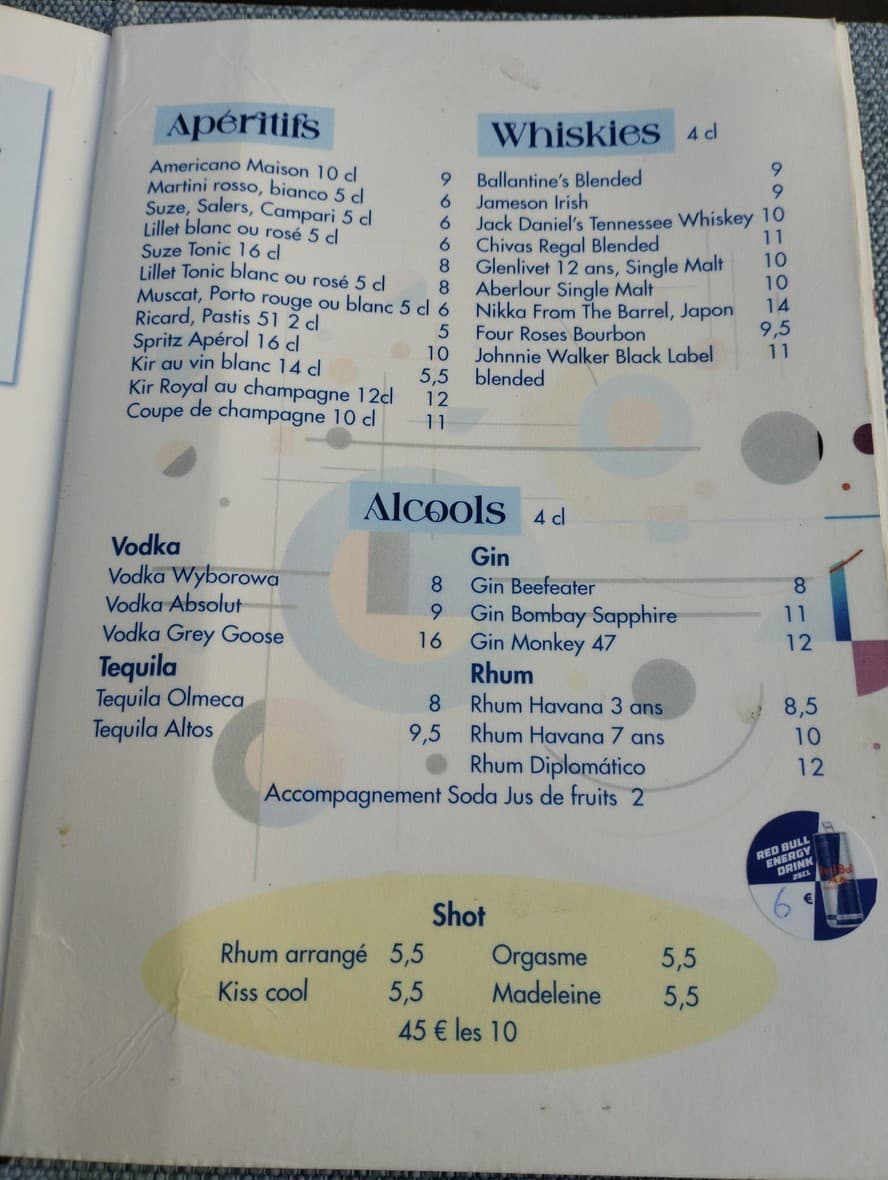 Apéritifs
Americano Maison 10 cl 9
Martini rosso, bianco 5 cl 6
Suze, Salers, Campari 5 cl 6
Lillet blanc ou rosé 5 cl 6
Suze Tonic 16 cl 8
Lillet Tonic blanc ou rosé 5 cl 8
Muscat, Porto rouge ou blanc 5 cl 6
Ricard, Pastis 51 2 cl 5
Spritz Apérol 16 cl 10
Kir au vin blanc 14 cl 5,5
Kir Royal au champagne 12cl 12
Coupe de champagne 10 cl 11
Whiskies 4 cl
Ballantine's Blended 9
Jameson Irish 9
Jack Daniel's Tennessee Whiskey 10
Chivas Regal Blended 11
Glenlivet 12 ans, Single Malt 10
Aberlour Single Malt 10
Nikka From The Barrel, Japon 14
Four Roses Bourbon 9,5
Johnnie Walker Black Label 11
blended
Alcools 4 cl
Vodka
Vodka Wyborowa 8
Vodka Absolut 9
Vodka Grey Goose 16
Tequila
Tequila Olmeca 8
Tequila Altos 9,5
Gin
Gin Beefeater 8
Gin Bombay Sapphire 11
Gin Monkey 47 12
Rhum
Rhum Havana 3 ans 8,5
Rhum Havana 7 ans 10
Rhum Diplomático 12
Accompagnement Soda Jus de fruits 2
RED BULL
ENERGY
DRINK
25CL
6 €
Red Bull
Shot
Rhum arrangé 5,5 Orgasme 5,5
Kiss cool 5,5 Madeleine 5,5
45 € les 10